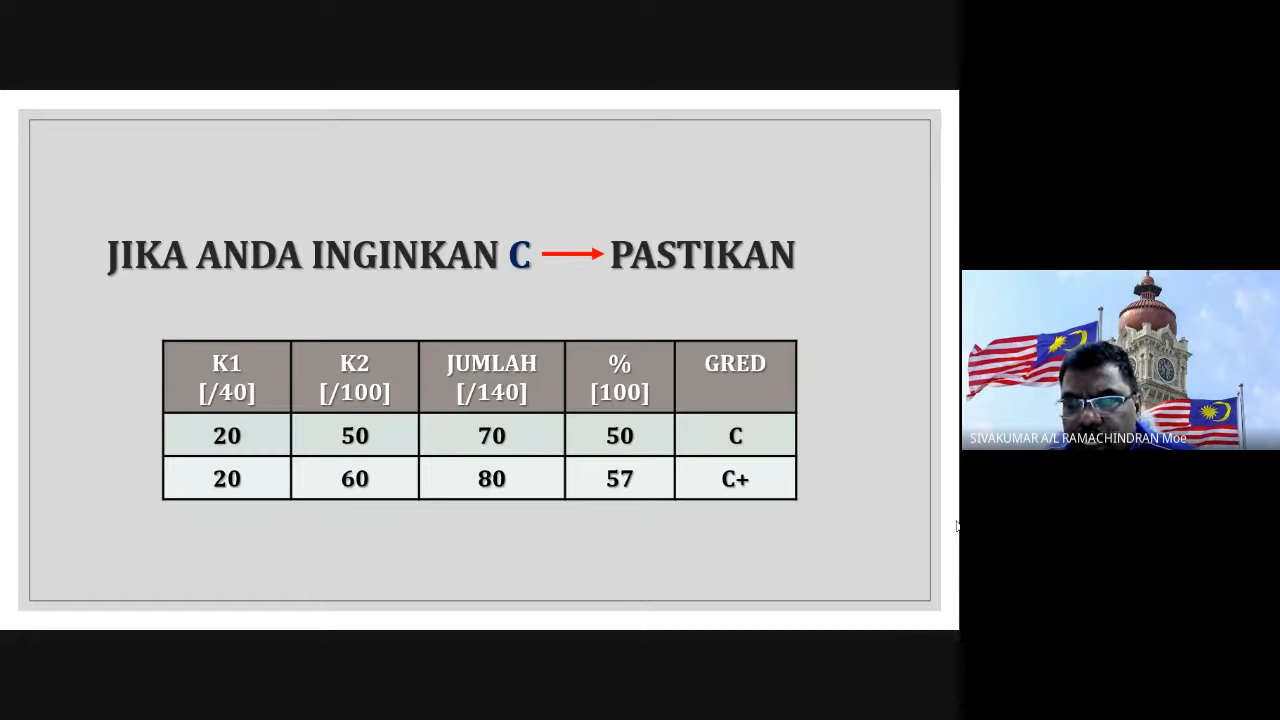 JIKA ANDA INGINKAN C PASTIKAN
K1 K2 JUMLAH % GRED
[/40] [/100] [/140] [100]
20 50 70 50 C
20 60 80 57 C+
SIVAKUMAR A/L RAMACHINDRAN Moe